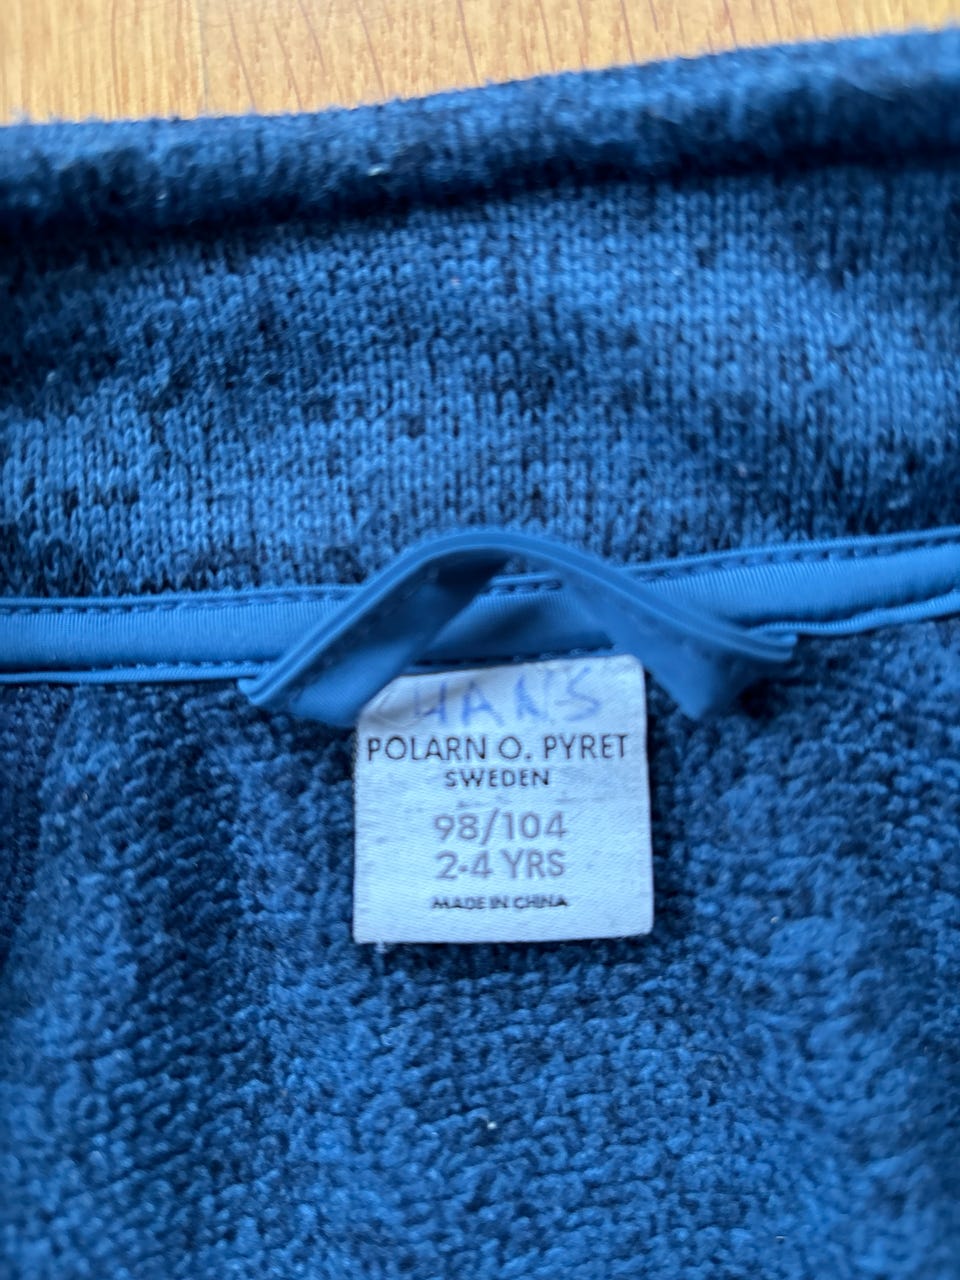 HANS
POLARN O. PYRET
SWEDEN
98/104
2-4 YRS
MADE IN CHINA